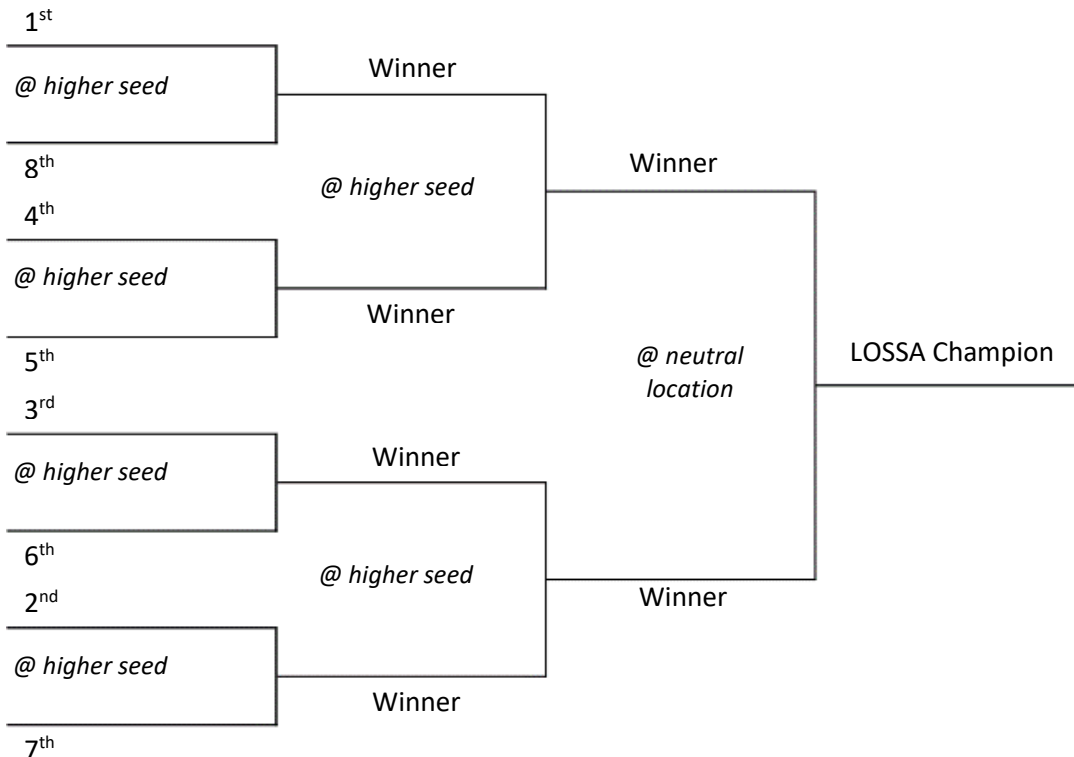 1st
@ higher seed
8th
4th
@ higher seed
5th
3rd
@ higher seed
6th
2nd
@ higher seed
7th
Winner
@ higher seed
Winner
Winner
@ higher seed
Winner
Winner
@ neutral
location
Winner
LOSSA Champion